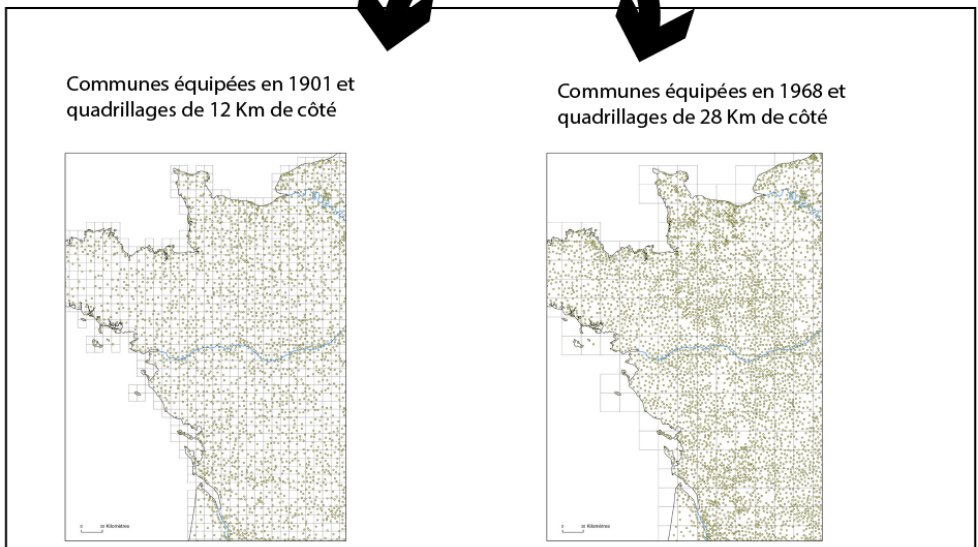 Communes équipées en 1901 et
quadrillages de 12 Km de côté
Communes équipées en 1968 et
quadrillages de 28 Km de côté
Kilomètres
Kilomètres